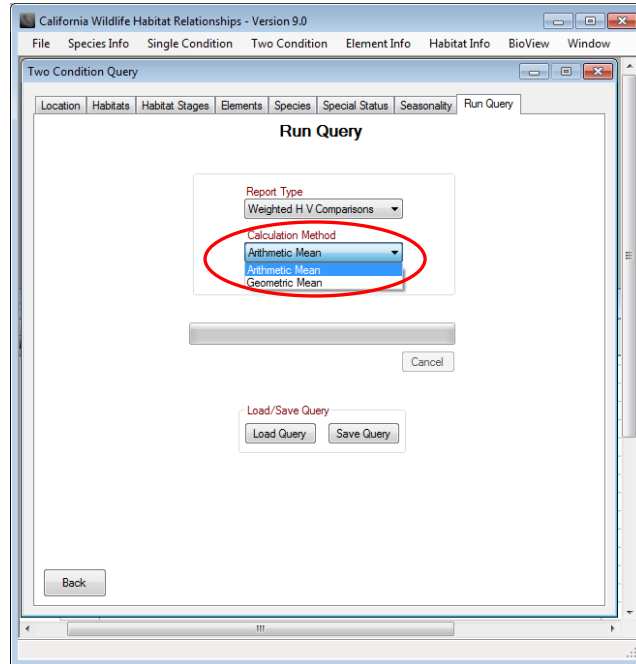 California Wildlife Habitat Relationships - Version 9.0
File Species Info Single Condition Two Condition Element Info Habitat Info BioView Window
Two Condition Query
Location Habitats Habitat Stages Elements Species Special Status Seasonality Run Query
Run Query
Report Type
Weighted H V Comparisons
Calculation Method
Arithmetic Mean
Arithmetic Mean
Geometric Mean
Cancel
Load/Save Query
Load Query Save Query
Back